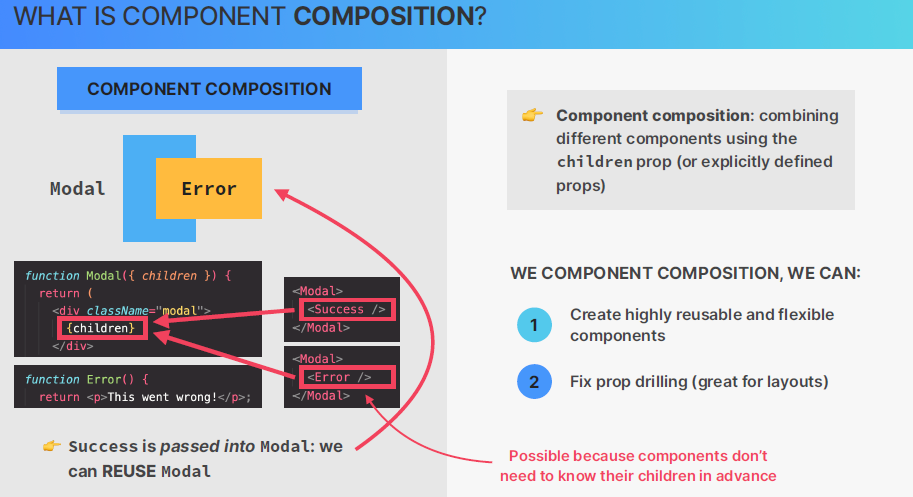 WHAT IS COMPONENT COMPOSITION?
COMPONENT COMPOSITION
Modal
Error
function Modal({ children }) {
return (
<div className="modal">
{children}
</div>
function Error() {
return <p>This went wrong!</p>;
<Modal>
<Success />
</Modal>
<Modal>
<Error />
</Modal>
👉 Success is passed into Modal: we
can REUSE Modal
👉 Component composition: combining
different components using the
children prop (or explicitly defined
props)
WE COMPONENT COMPOSITION, WE CAN:
1 Create highly reusable and flexible
components
2 Fix prop drilling (great for layouts)
Possible because components don't
need to know their children in advance